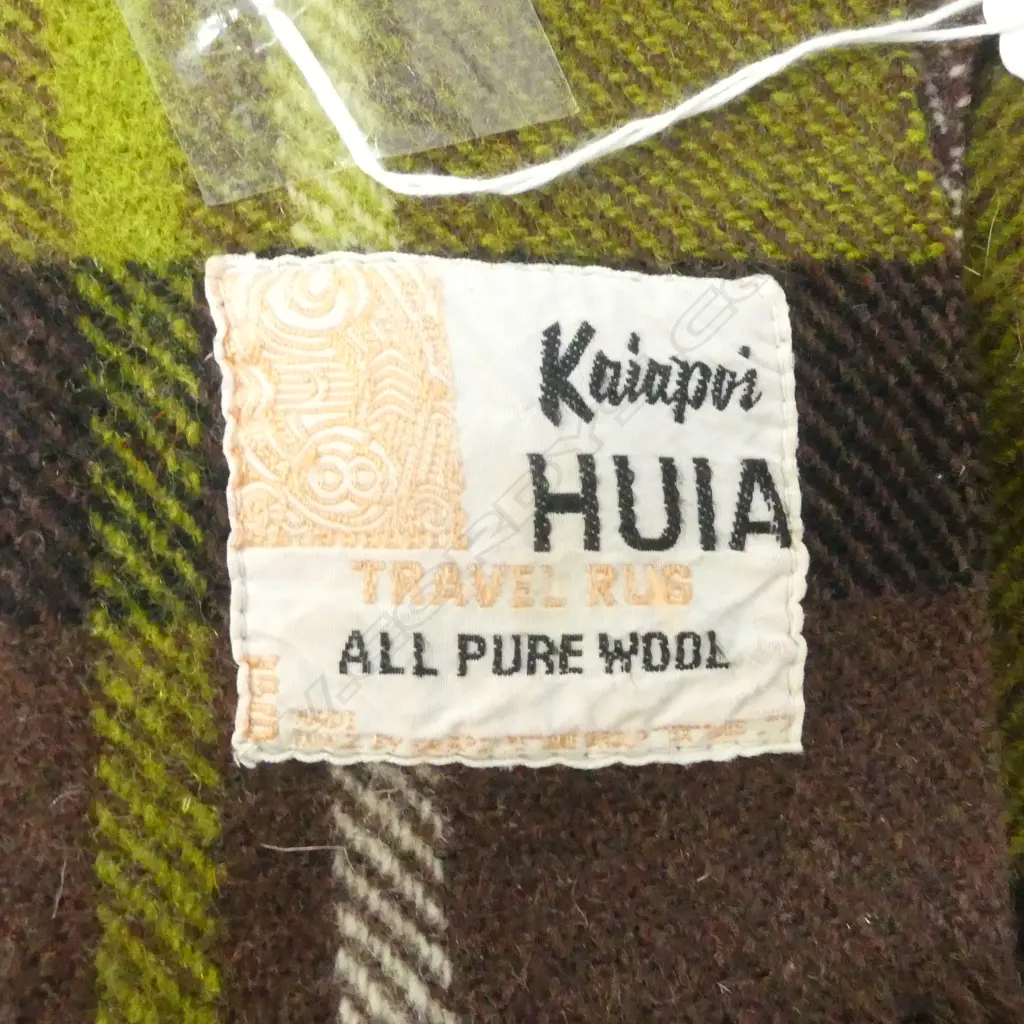 Kaiapoi
HUIA
TRAVEL RUG
ALL PURE WOOL